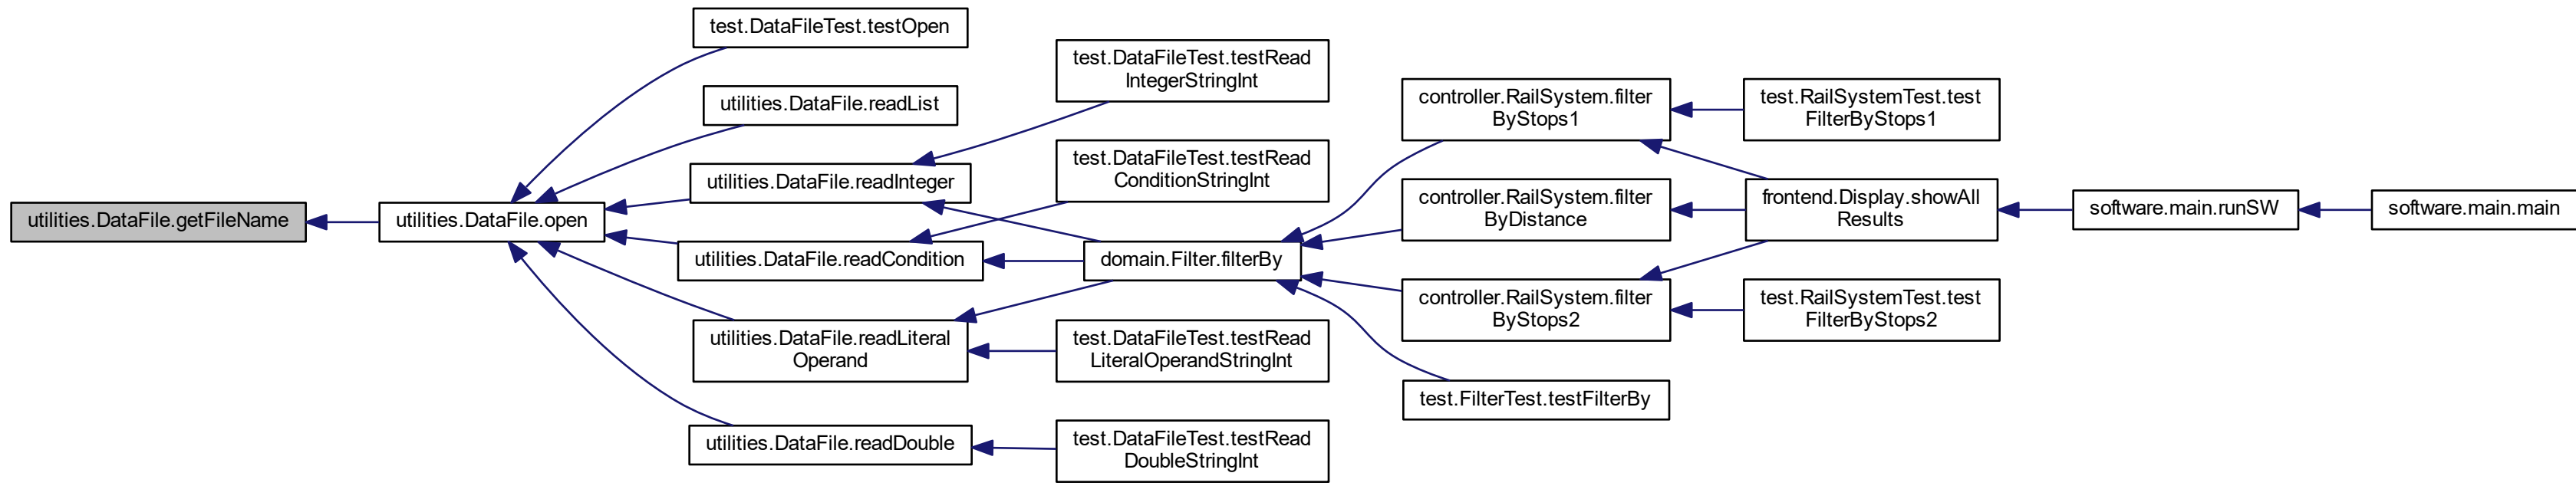 utilities.DataFile.getFileName
utilities.DataFile.open
test.DataFileTest.testOpen
utilities.DataFile.readList
utilities.DataFile.readInteger
utilities.DataFile.readCondition
utilities.DataFile.readLiteral
Operand
utilities.DataFile.readDouble
test.DataFileTest.testRead
IntegerStringInt
test.DataFileTest.testRead
ConditionStringInt
domain.Filter.filterBy
test.DataFileTest.testRead
LiteralOperandStringInt
test.DataFileTest.testRead
DoubleStringInt
controller.RailSystem.filter
ByStops1
controller.RailSystem.filter
ByDistance
controller.RailSystem.filter
ByStops2
test.FilterTest.testFilterBy
test.RailSystemTest.test
FilterByStops1
frontend.Display.showAll
Results
test.RailSystemTest.test
FilterByStops2
software.main.runSW
software.main.main